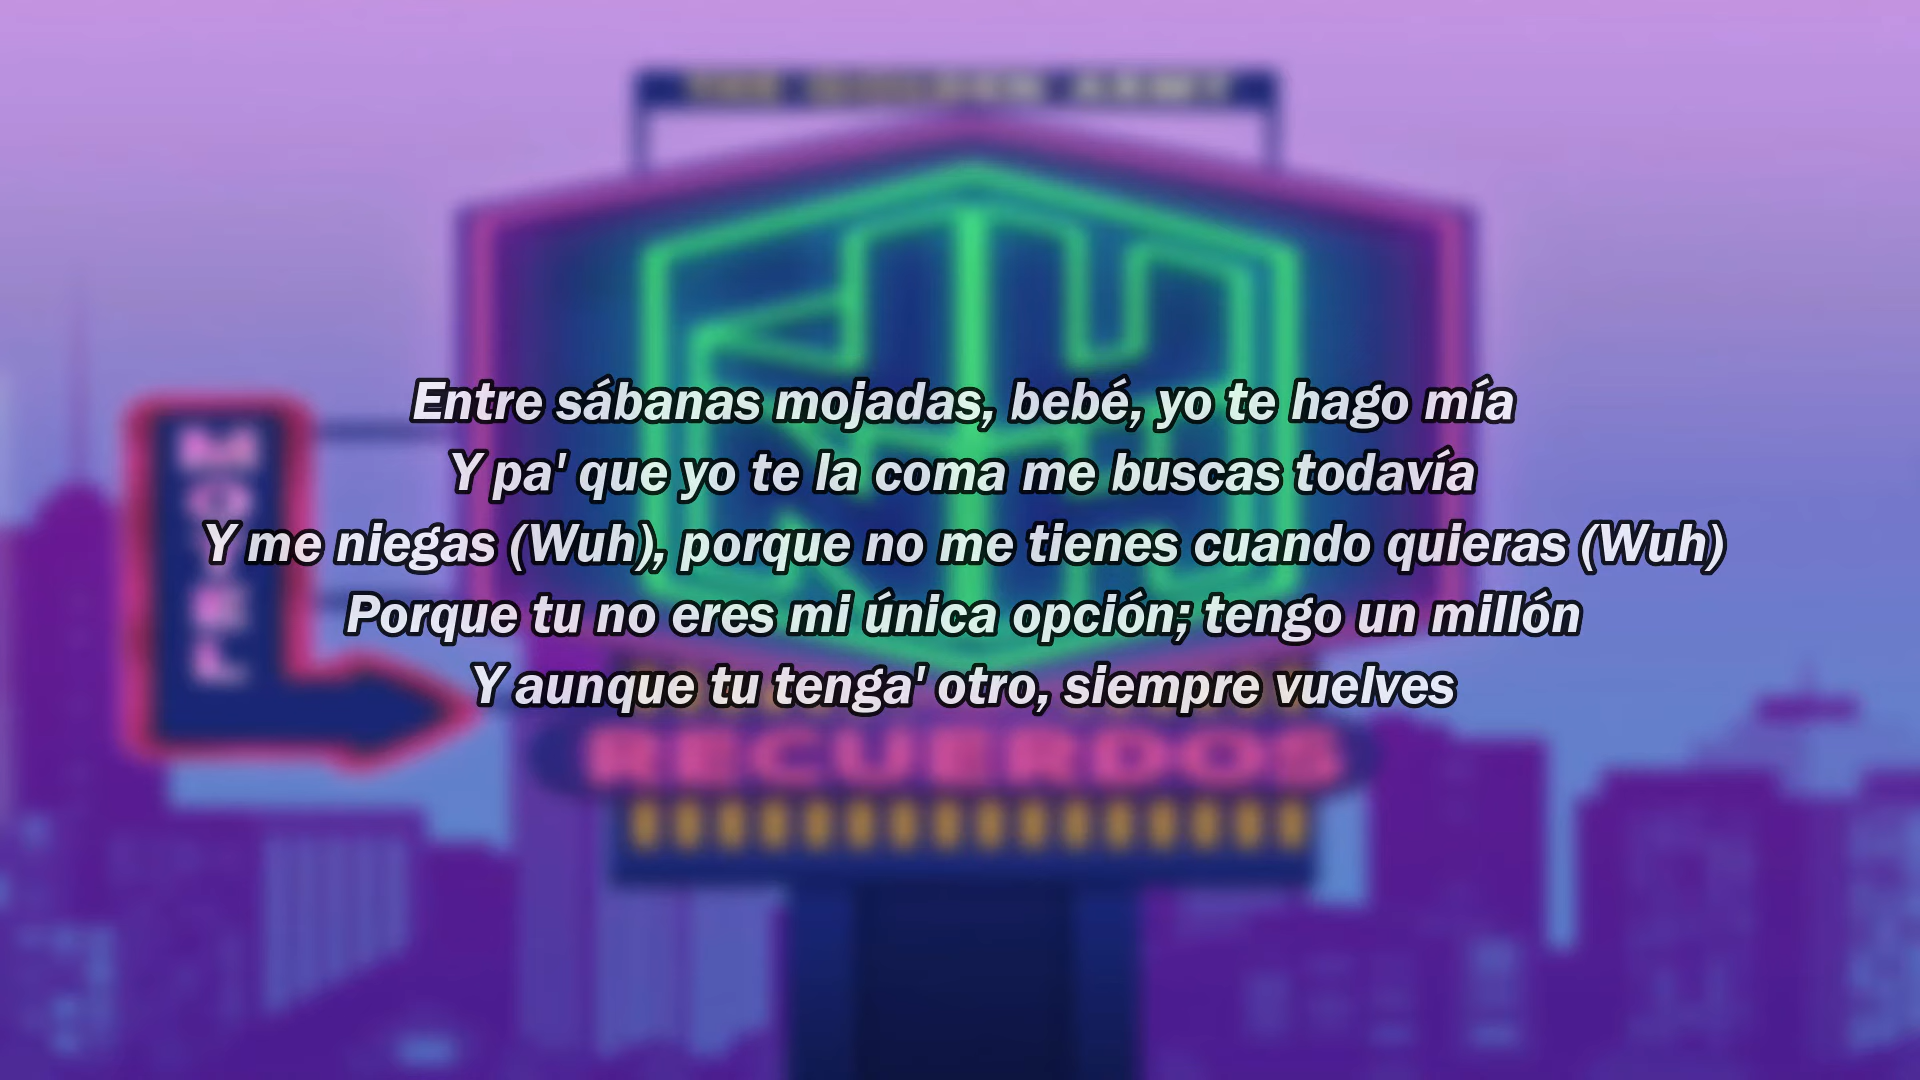 Entre sábanas mojadas, bebé, yo te hago mía
Y pa' que yo te la coma me buscas todavía
Y me niegas (Wuh), porque no me tienes cuando quieras (Wuh)
Porque tu no eres mi única opción; tengo un millón
Y aunque tu tenga' otro, siempre vuelves
MOTEL
RECUERDOS